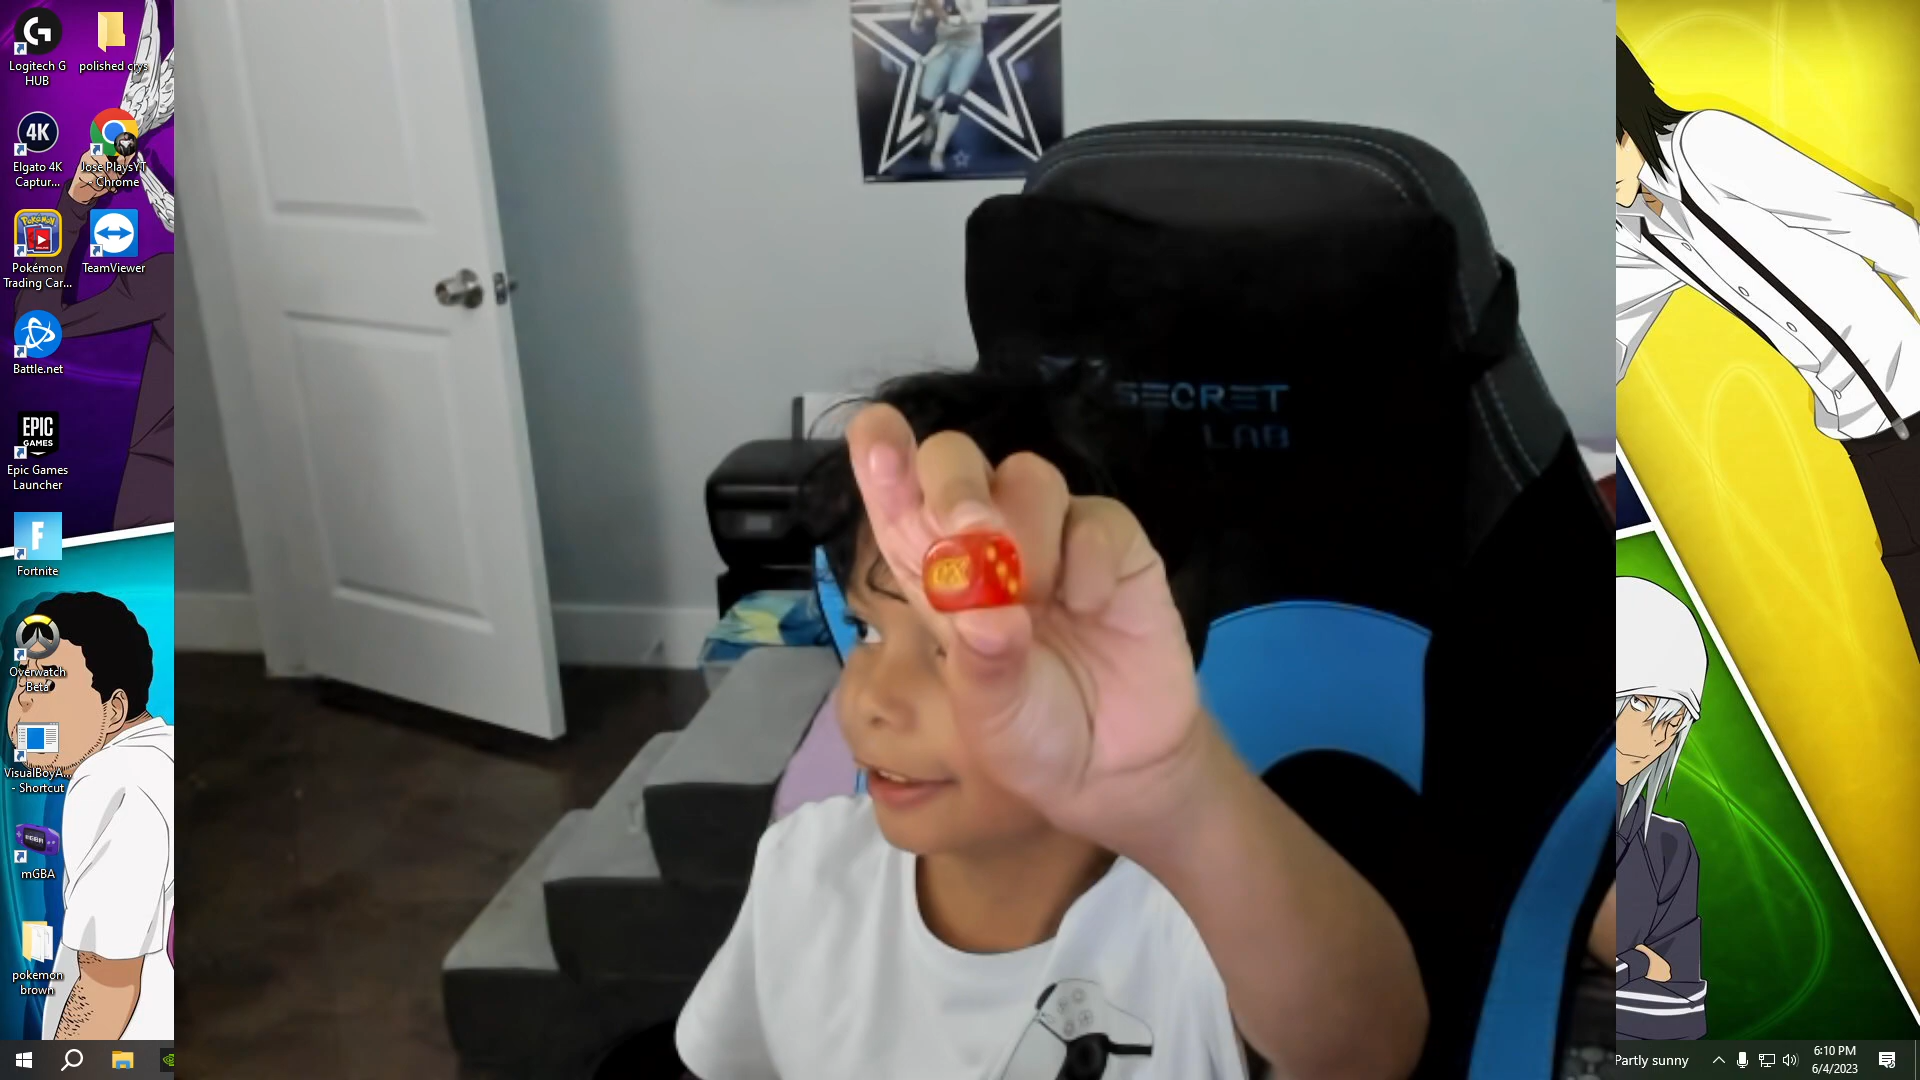 Logitech G
HUB
polished crys
4K
Elgato 4K
Captur...
Jose PlaysYT
- Chrome
Pokémon
Trading Car...
TeamViewer
Battle.net
EPIC
GAMES
Epic Games
Launcher
Fortnite
Overwatch
Beta
VisualBoyA...
- Shortcut
mGBA
pokemon
brown
SECRET
LAB
GX
Partly sunny
6:10 PM
6/4/2023